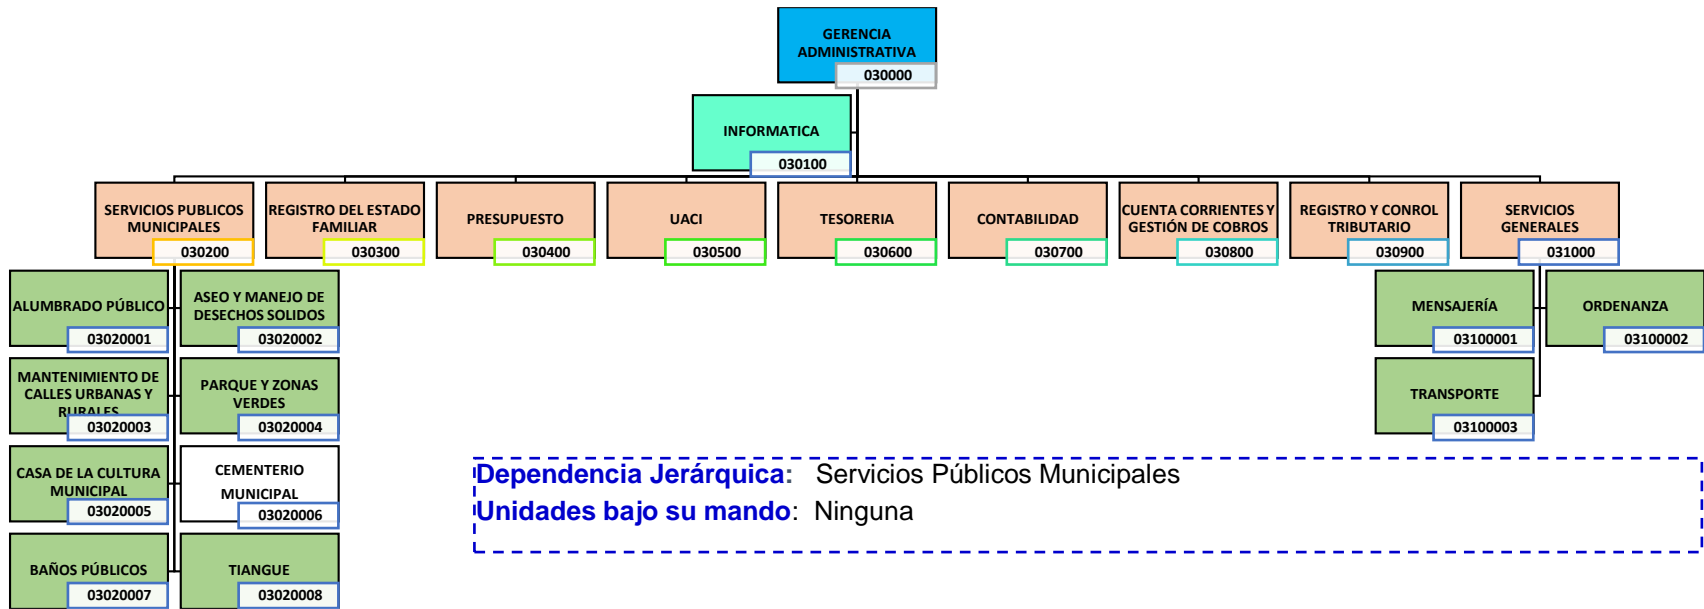 GERENCIA
ADMINISTRATIVA
030000
INFORMATICA
030100
SERVICIOS PUBLICOS
MUNICIPALES
030200
REGISTRO DEL ESTADO
FAMILIAR
030300
PRESUPUESTO
030400
UACI
030500
TESORERIA
030600
CONTABILIDAD
030700
CUENTA CORRIENTES Y
GESTIÓN DE COBROS
030800
REGISTRO Y CONROL
TRIBUTARIO
030900
SERVICIOS
GENERALES
031000
ALUMBRADO PÚBLICO
03020001
ASEO Y MANEJO DE
DESECHOS SOLIDOS
03020002
MENSAJERÍA
03100001
ORDENANZA
03100002
MANTENIMIENTO DE
CALLES URBANAS Y
RURALES
03020003
PARQUE Y ZONAS
VERDES
03020004
TRANSPORTE
03100003
CASA DE LA CULTURA
MUNICIPAL
03020005
CEMENTERIO
MUNICIPAL
03020006
Dependencia Jerárquica: Servicios Públicos Municipales
Unidades bajo su mando: Ninguna
BAÑOS PÚBLICOS
03020007
TIANGUE
03020008